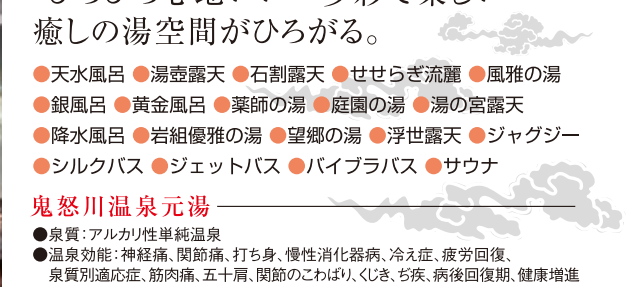 癒しの湯空間がひろがる。
●天水風呂 ●湯壺露天 ●石割露天 ●せせらぎ流麗 ●風雅の湯
●銀風呂 ●黄金風呂 ●薬師の湯 ●庭園の湯 ●湯の宮露天
●降水風呂 ●岩組優雅の湯 ●望郷の湯 ●浮世露天 ●ジャグジー
●シルクバス ●ジェットバス ●バイブラバス ●サウナ
鬼怒川温泉元湯
●泉質：アルカリ性単純温泉
●温泉効能：神経痛、関節痛、打ち身、慢性消化器病、冷え症、疲労回復、
泉質別適応症、筋肉痛、五十肩、関節のこわばり、くじき、ぢ疾、病後回復期、健康増進